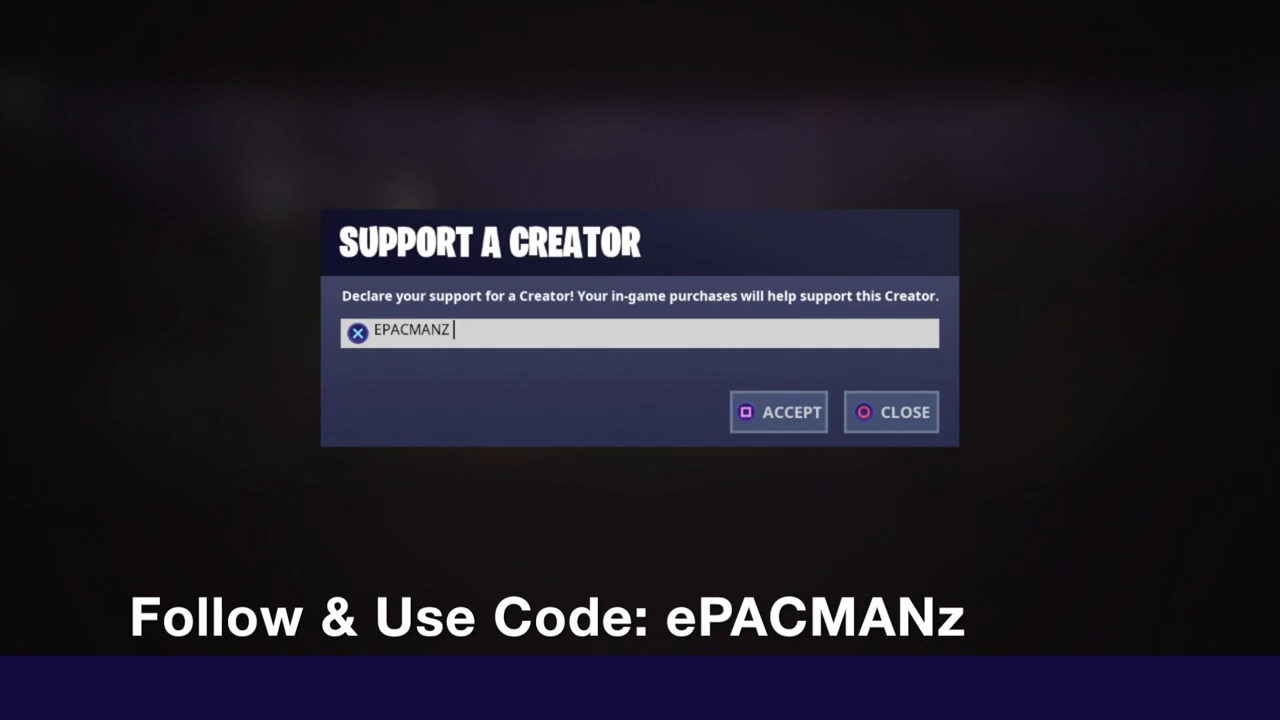 SUPPORT A CREATOR
Declare your support for a Creator! Your in-game purchases will help support this Creator.
EPACMANZ
ACCEPT
CLOSE
Follow & Use Code: ePACMANz